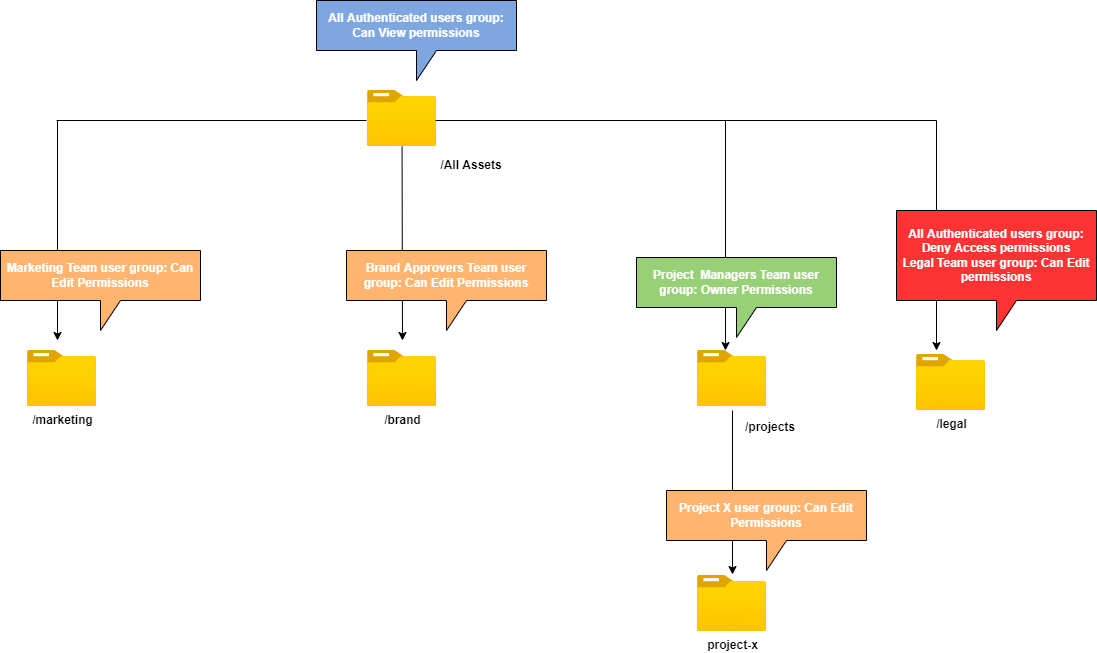 All Authenticated users group:
Can View permissions
/All Assets
Marketing Team user group: Can
Edit Permissions
Brand Approvers Team user
group: Can Edit Permissions
Project Managers Team user
group: Owner Permissions
All Authenticated users group:
Deny Access permissions
Legal Team user group: Can Edit
permissions
/marketing
/brand
/projects
/legal
Project X user group: Can Edit
Permissions
project-x